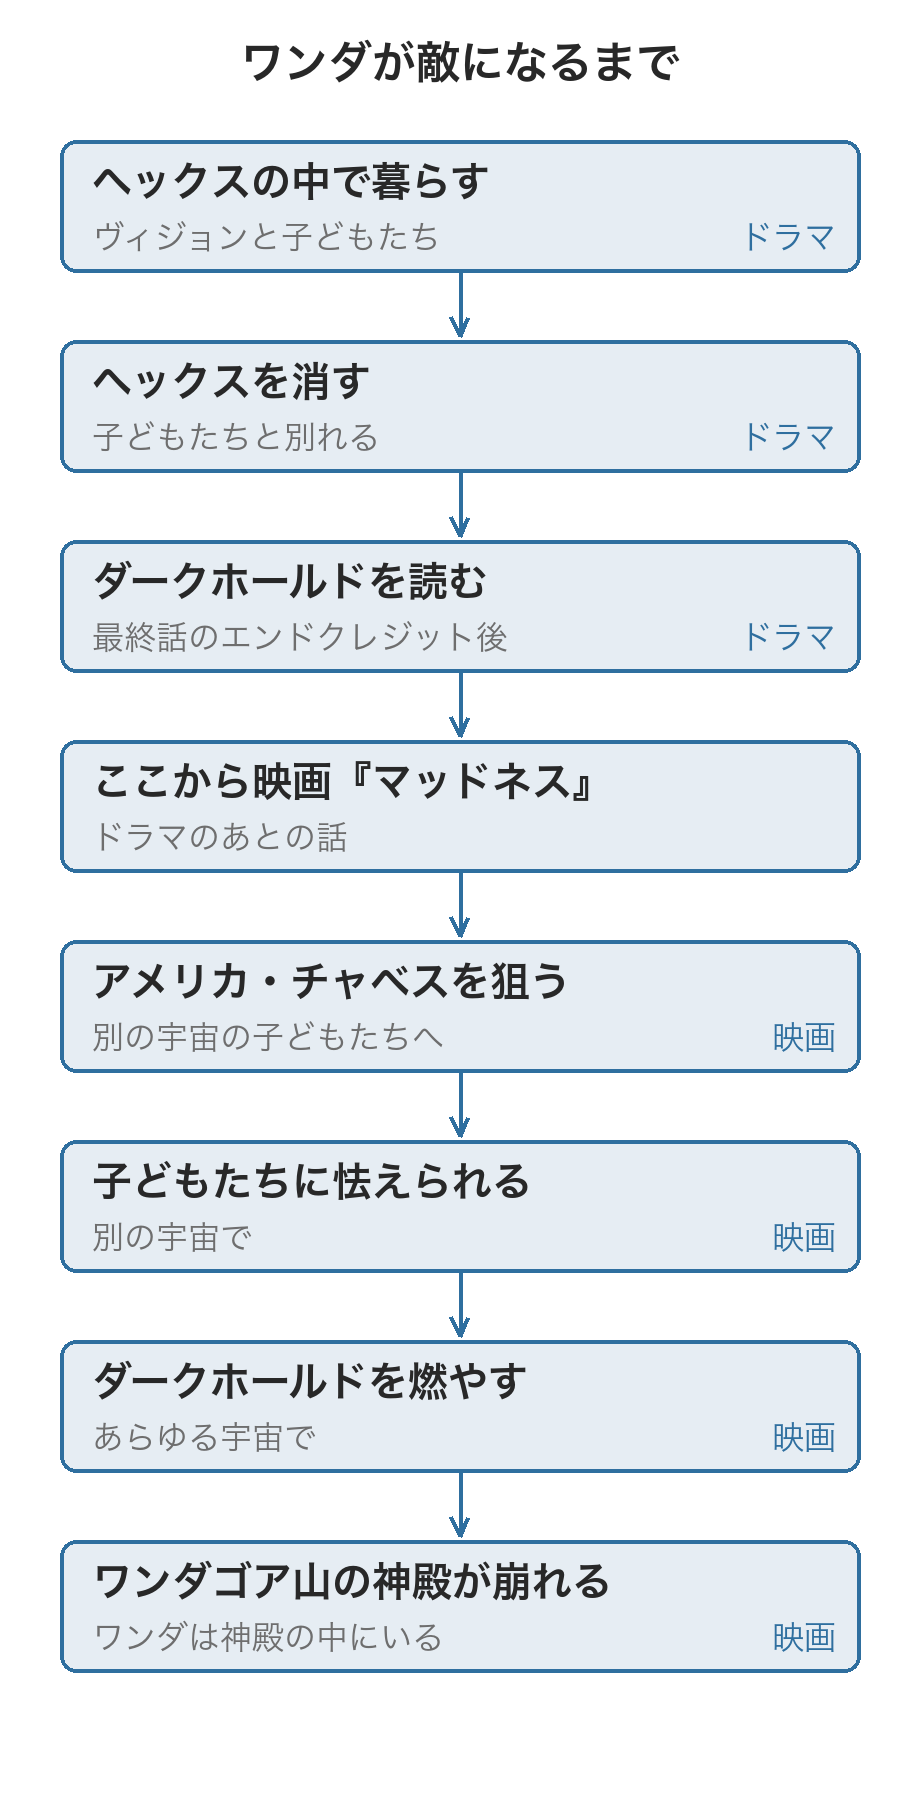 ワンダが敵になるまで
ヘックスの中で暮らす
ヴィジョンと子どもたち
ドラマ
ヘックスを消す
子どもたちと別れる
ドラマ
ダークホールドを読む
最終話のエンドクレジット後
ドラマ
ここから映画『マッドネス』
ドラマのあとの話
アメリカ・チャベスを狙う
別の宇宙の子どもたちへ
映画
子どもたちに怯えられる
別の宇宙で
映画
ダークホールドを燃やす
あらゆる宇宙で
映画
ワンダゴア山の神殿が崩れる
ワンダは神殿の中にいる
映画